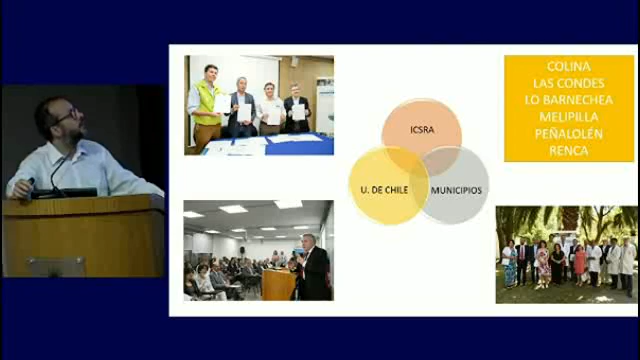 COLINA
LAS CONDES
LO BARNECHEA
MELIPILLA
PEÑALOLÉN
RENCA
ICSRA
U. DE CHILE
MUNICIPIOS